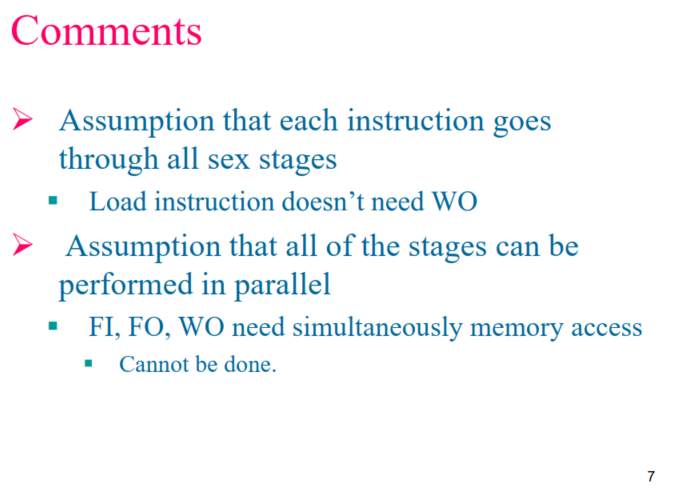 Comments
Assumption that each instruction goes
through all sex stages
Load instruction doesn’t need WO
Assumption that all of the stages can be
performed in parallel
FI, FO, WO need simultaneously memory access
Cannot be done.
7